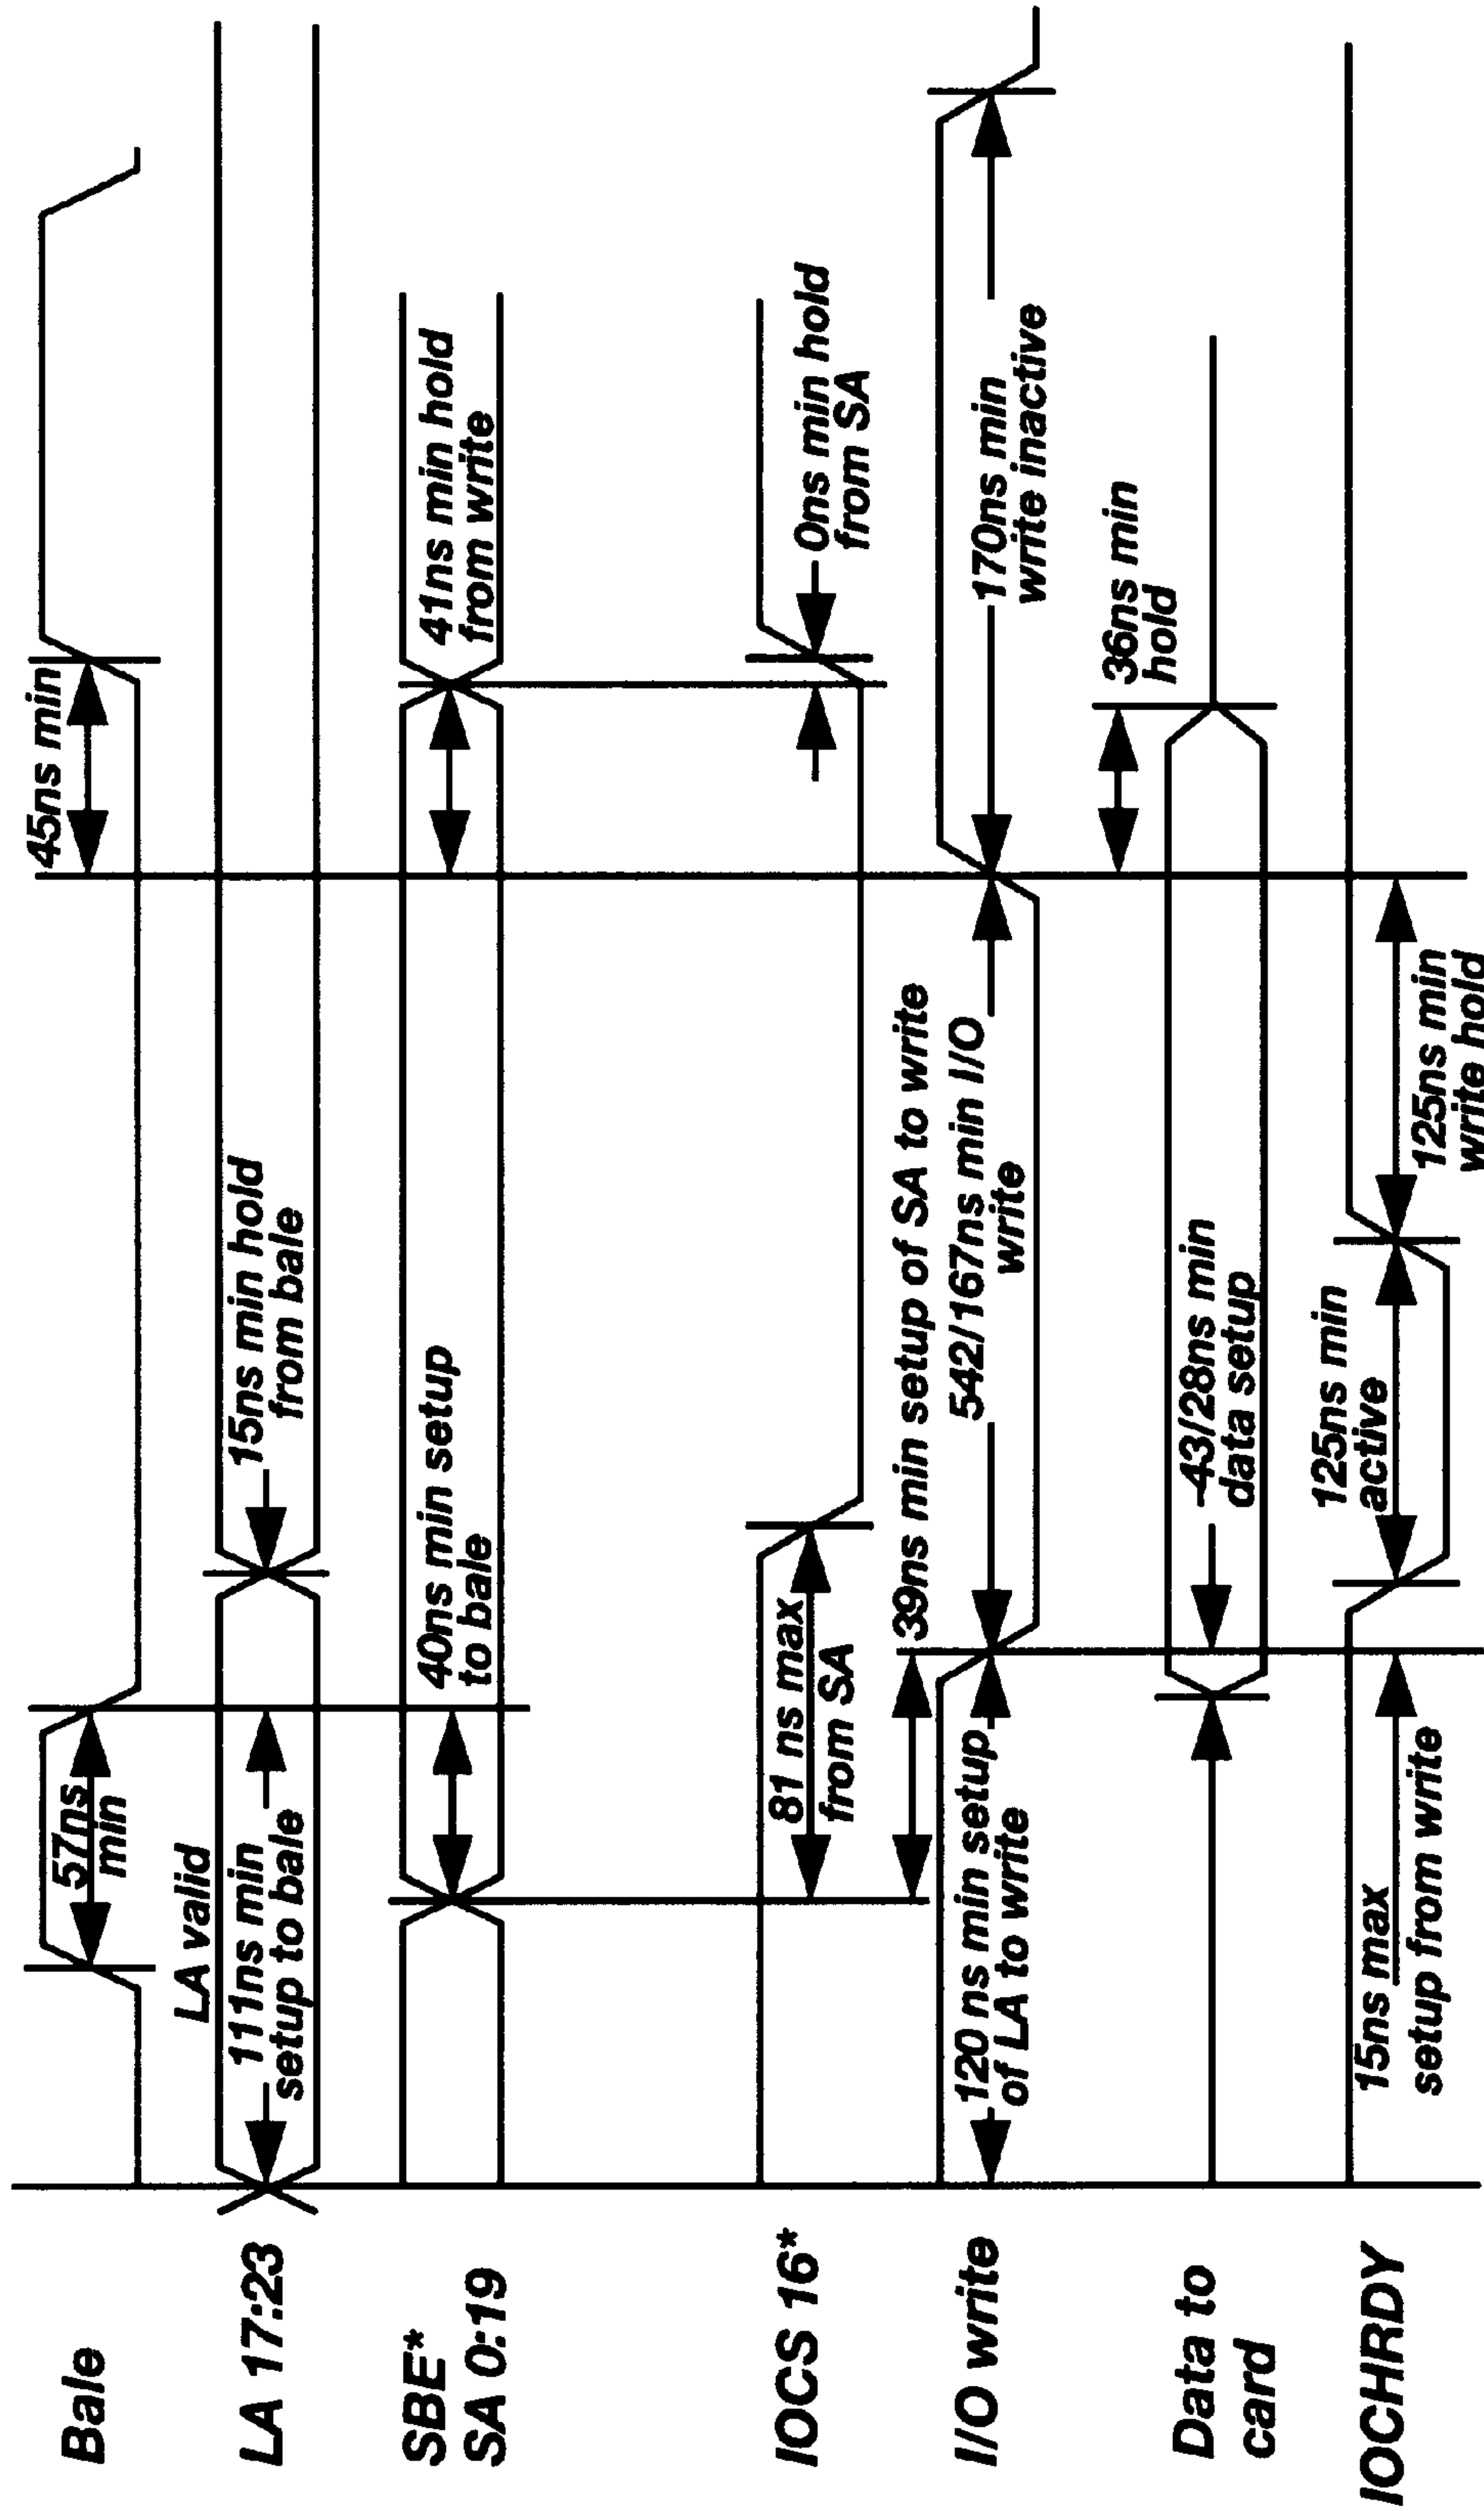 Bale
57ns
min
45ns min
LA 17:23
LA valid
111ns min
setup to bale
15ns min hold
from bale
SBE*
SA 0:19
40ns min setup
to bale
41ns min hold
from write
IOCS 16*
81 ns max
from SA
0ns min hold
from SA
39ns min setup of SA to write
I/O write
120 ns min setup
of LA to write
542/167ns min I/O
write
170ns min
write inactive
Data to
card
-43/28ns min
data setup
36ns min
hold
IOCHRDY
15ns max
setup from write
125ns min
active
125ns min
write hold